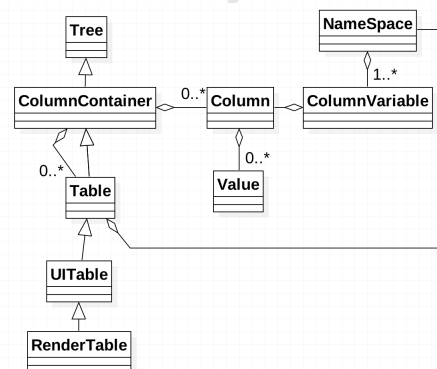 NameSpace
Tree
1..*
0..*
ColumnContainer
Column
ColumnVariable
0..*
0..*
Table
Value
UITable
RenderTable